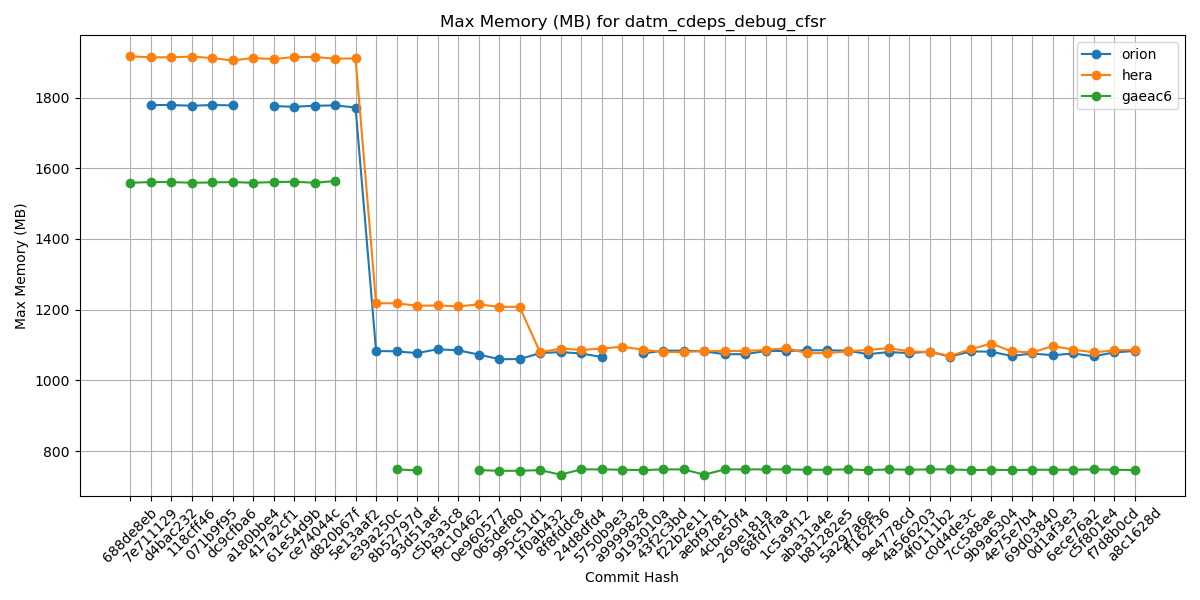 Max Memory (MB) for datm_cdeps_debug_cfsr
orion
hera
gaeac6
Max Memory (MB)
1800
1600
1400
1200
1000
800
688de8eb
7e711129
d4bac232
118cff46
071b9f95
dc9cfba6
a180bbe4
417a2cf1
61e54d9b
ce74044c
d820b67f
5e13aaf2
e39a250c
8b52797d
93d51aef
c5b3a3c8
f9c10462
0e960577
065def80
995c51d1
1f0ab432
8f8fddc8
24d8dfd4
5750b9e3
a9999828
9193010a
43f2c3bd
f22b2e11
aebf9781
4cbe50f4
269e181a
68fd7faa
1c5a9f12
aba31a4e
b81282e5
5a297a6e
ff162f36
9e4778cd
4a566203
4f0111b2
c0d4de3c
7cc588ae
9b9a6304
4e75e7b4
69d03840
0d1af3e3
6ece76a2
c5f801e4
f7d8b0cd
a8c1628d
Commit Hash